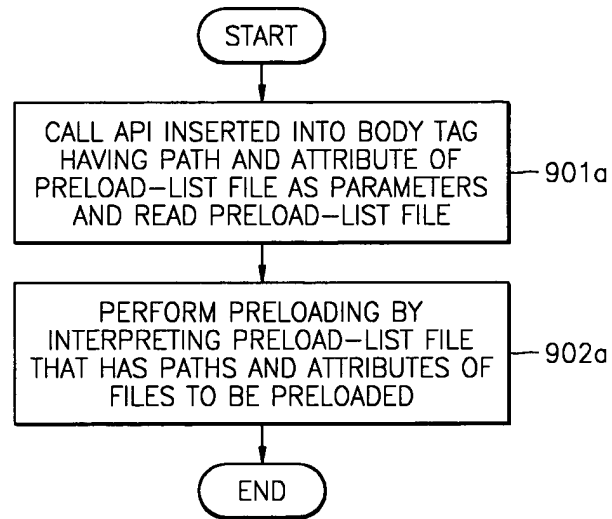 START
CALL API INSERTED INTO BODY TAG
HAVING PATH AND ATTRIBUTE OF
PRELOAD-LIST FILE AS PARAMETERS
AND READ PRELOAD-LIST FILE
901a
PERFORM PRELOADING BY
INTERPRETING PRELOAD-LIST FILE
THAT HAS PATHS AND ATTRIBUTES OF
FILES TO BE PRELOADED
902a
END